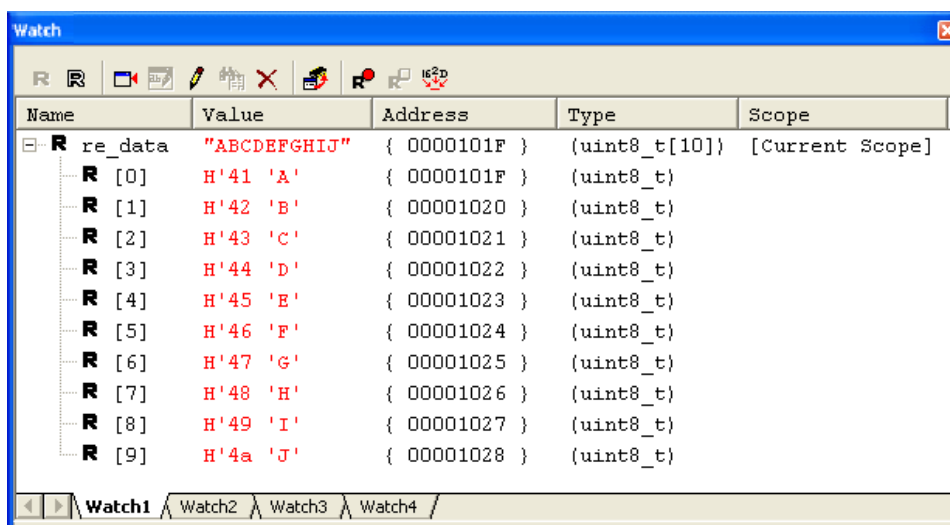 Watch
R R R R 16 2 D
Name Value Address Type Scope
R re_data "ABCDEFGHIJ" { 0000101F } (uint8_t[10]) [Current Scope]
R [0] H'41 'A' { 0000101F } (uint8_t)
R [1] H'42 'B' { 00001020 } (uint8_t)
R [2] H'43 'C' { 00001021 } (uint8_t)
R [3] H'44 'D' { 00001022 } (uint8_t)
R [4] H'45 'E' { 00001023 } (uint8_t)
R [5] H'46 'F' { 00001024 } (uint8_t)
R [6] H'47 'G' { 00001025 } (uint8_t)
R [7] H'48 'H' { 00001026 } (uint8_t)
R [8] H'49 'I' { 00001027 } (uint8_t)
R [9] H'4a 'J' { 00001028 } (uint8_t)
Watch1 Watch2 Watch3 Watch4